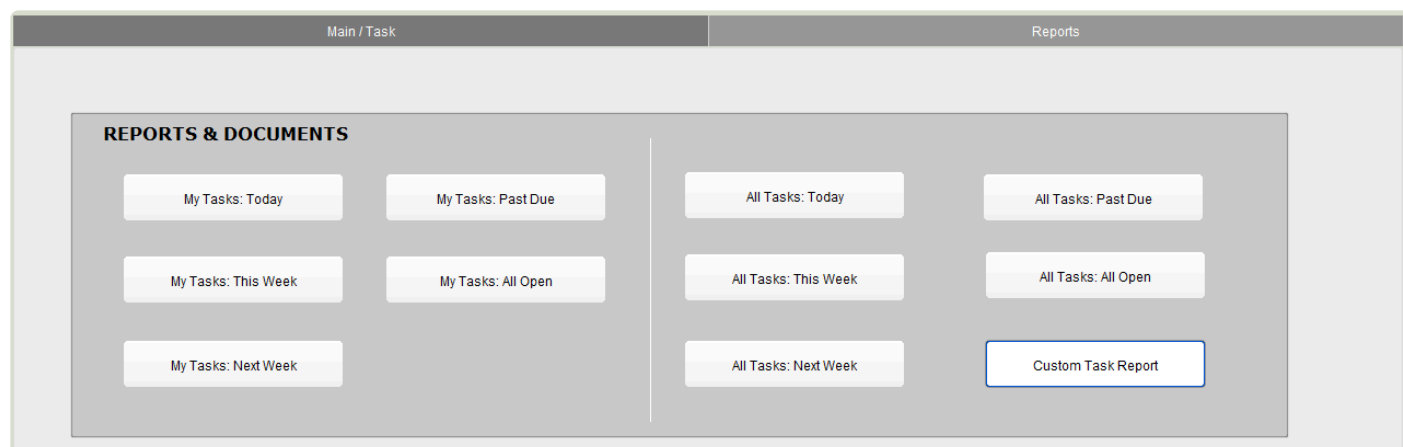 Main / Task
Reports
REPORTS & DOCUMENTS
My Tasks: Today
My Tasks: Past Due
All Tasks: Today
All Tasks: Past Due
My Tasks: This Week
My Tasks: All Open
All Tasks: This Week
All Tasks: All Open
My Tasks: Next Week
All Tasks: Next Week
Custom Task Report